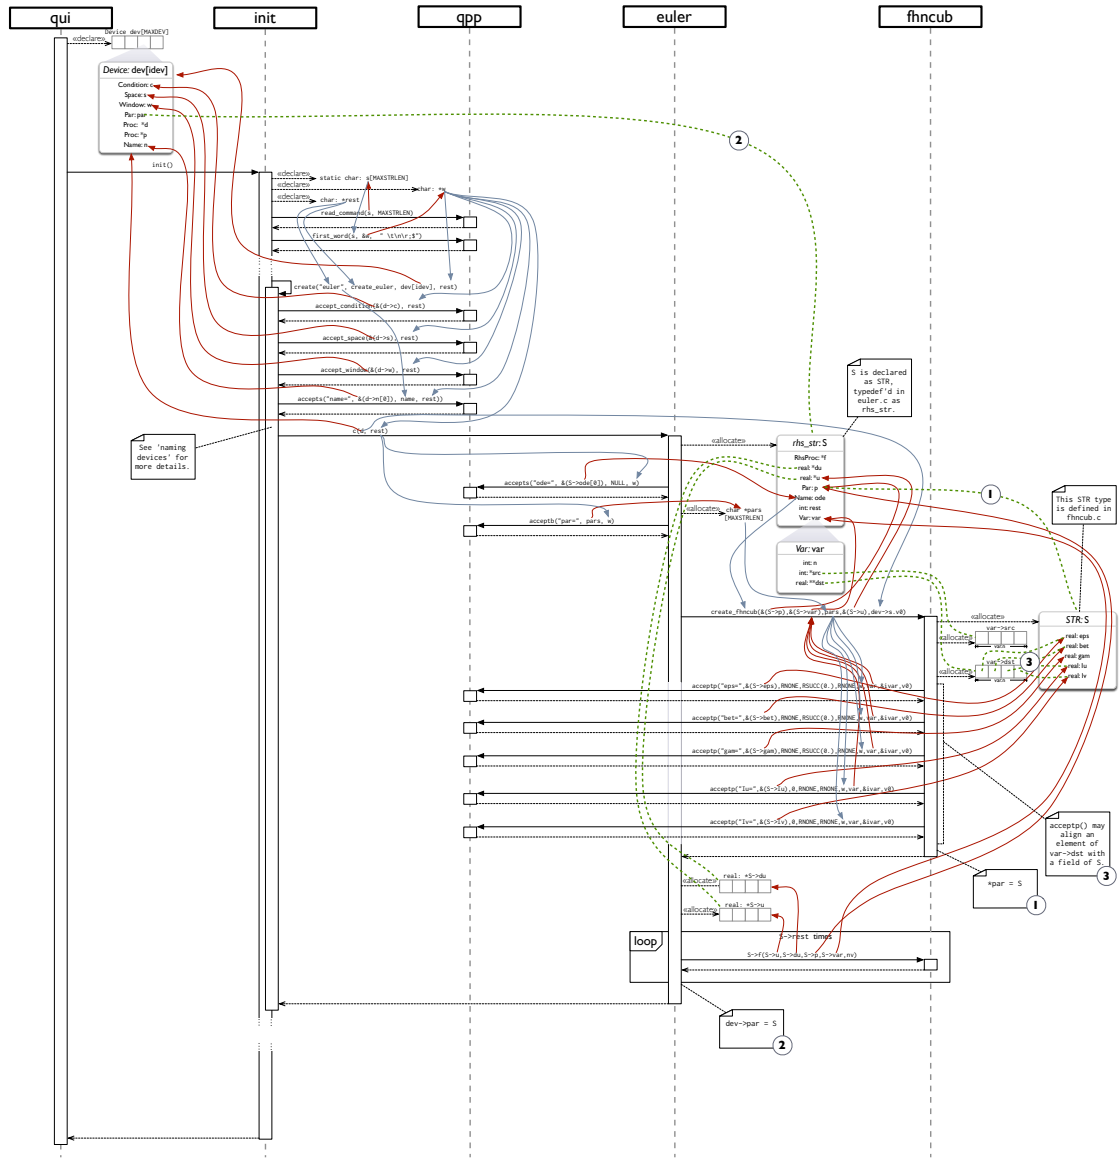 qui
init
qpp
euler
fhncub
Device dev[MAXDEV]
«declare»
Device: dev[idev]
Condition: c
Space: s
Window: w
Par: par
Proc: *d
Proc: *p
Name: n
2
init()
«declare»
static char: s[MAXSTRLEN]
«declare»
char: *w
«declare»
char: *rest
read_command(s, MAXSTRLEN)
first_word(s, &w, " \t\n\r;$")
create("euler", create_euler, dev[idev], rest)
accept_condition(&(d->c), rest)
accept_space(&(d->s), rest)
accept_window(&(d->w), rest)
accepts("name=", &(d->n[0]), name, rest))
c(d, rest)
See 'naming
devices' for
more details.
S is declared
as STR,
typedef'd in
euler.c as
rhs_str.
«allocate»
rhs_str: S
RhsProc: *f
real: *du
real: *u
Par: p
Name: ode
int: rest
Var: var
accepts("ode=", &(S->ode[0]), NULL, w)
«allocate»
char *pars
[MAXSTRLEN]
acceptb("par=", pars, w)
1
This STR type
is defined in
fhncub.c
Var: var
int: n
int: *src
real: **dst
create_fhncub(&(S->p),&(S->var),pars,&(S->u),dev->s.v0)
«allocate»
STR: S
real: eps
real: bet
real: gam
real: Iu
real: Iv
«allocate»
var->src
varn
«allocate»
var->dst
varn
3
acceptp("eps=",&(S->eps),RNONE,RSUCC(0.),RNONE,w,var,&ivar,v0)
acceptp("bet=",&(S->bet),RNONE,RSUCC(0.),RNONE,w,var,&ivar,v0)
acceptp("gam=",&(S->gam),RNONE,RSUCC(0.),RNONE,w,var,&ivar,v0)
acceptp("Iu=",&(S->Iu),0,RNONE,RNONE,w,var,&ivar,v0)
acceptp("Iv=",&(S->Iv),0,RNONE,RNONE,w,var,&ivar,v0)
acceptp() may
align an
element of
var->dst with
a field of S.
3
*par = S
1
«allocate»
real: *S->du
«allocate»
real: *S->u
loop
S->rest times
S->f(S->u,S->du,S->p,S->var,nv)
dev->par = S
2